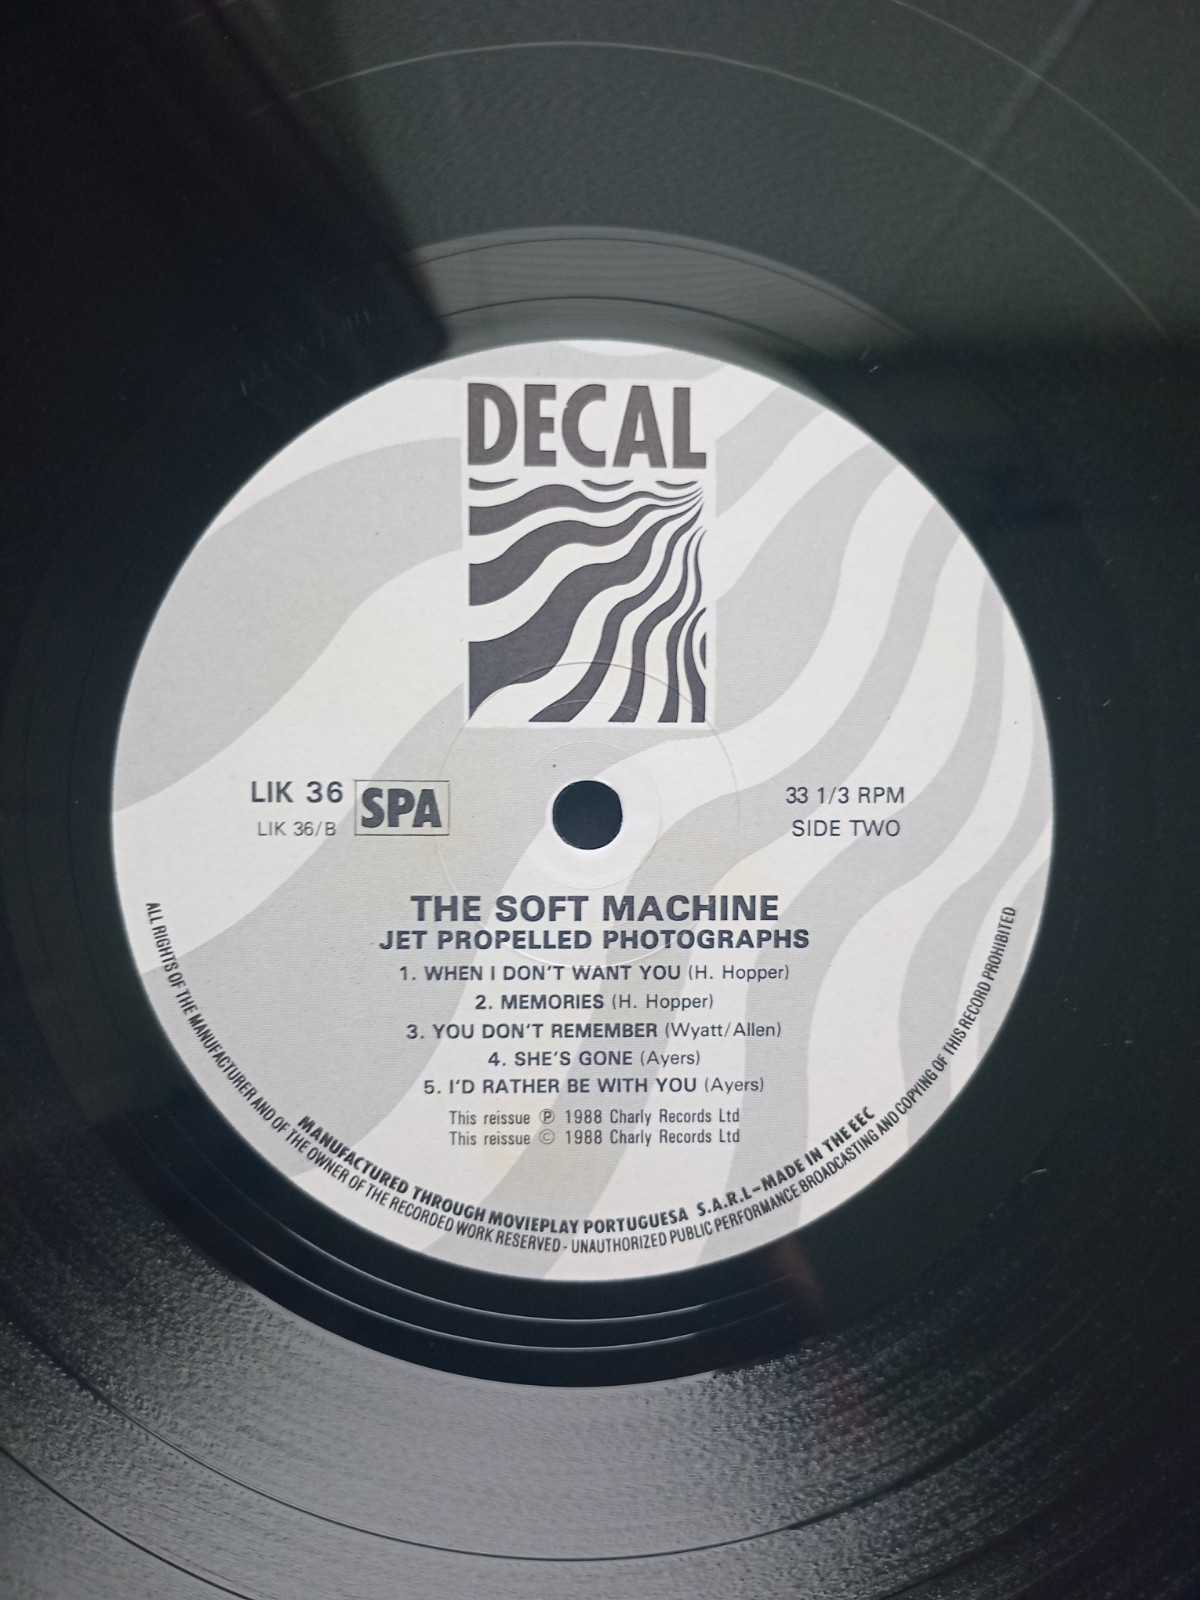 DECAL
LIK 36
LIK 36/B
SPA
33 1/3 RPM
SIDE TWO
THE SOFT MACHINE
JET PROPELLED PHOTOGRAPHS
1. WHEN I DON'T WANT YOU (H. Hopper)
2. MEMORIES (H. Hopper)
3. YOU DON'T REMEMBER (Wyatt/Allen)
4. SHE'S GONE (Ayers)
5. I'D RATHER BE WITH YOU (Ayers)
This reissue ℗ 1988 Charly Records Ltd
This reissue © 1988 Charly Records Ltd
MANUFACTURED THROUGH MOVIEPLAY PORTUGUESA S.A.R.L-MADE IN THE EEC
ALL RIGHTS OF THE MANUFACTURER AND OF THE OWNER OF THE RECORDED WORK RESERVED - UNAUTHORIZED PUBLIC PERFORMANCE-BROADCASTING AND COPYING OF THIS RECORD PROHIBITED